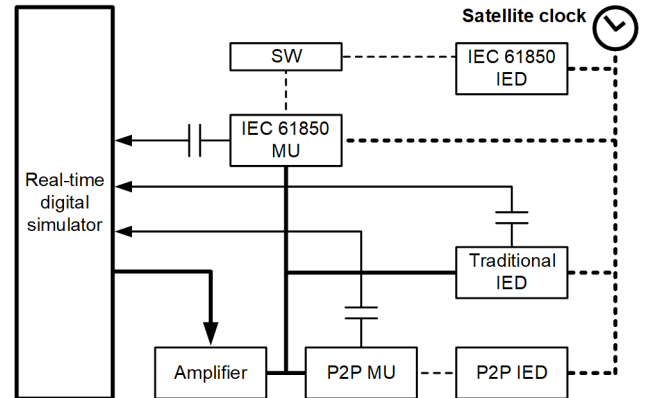 Satellite clock
SW
IEC 61850
IED
IEC 61850
MU
Real-time
digital
simulator
Traditional
IED
Amplifier
P2P MU
P2P IED